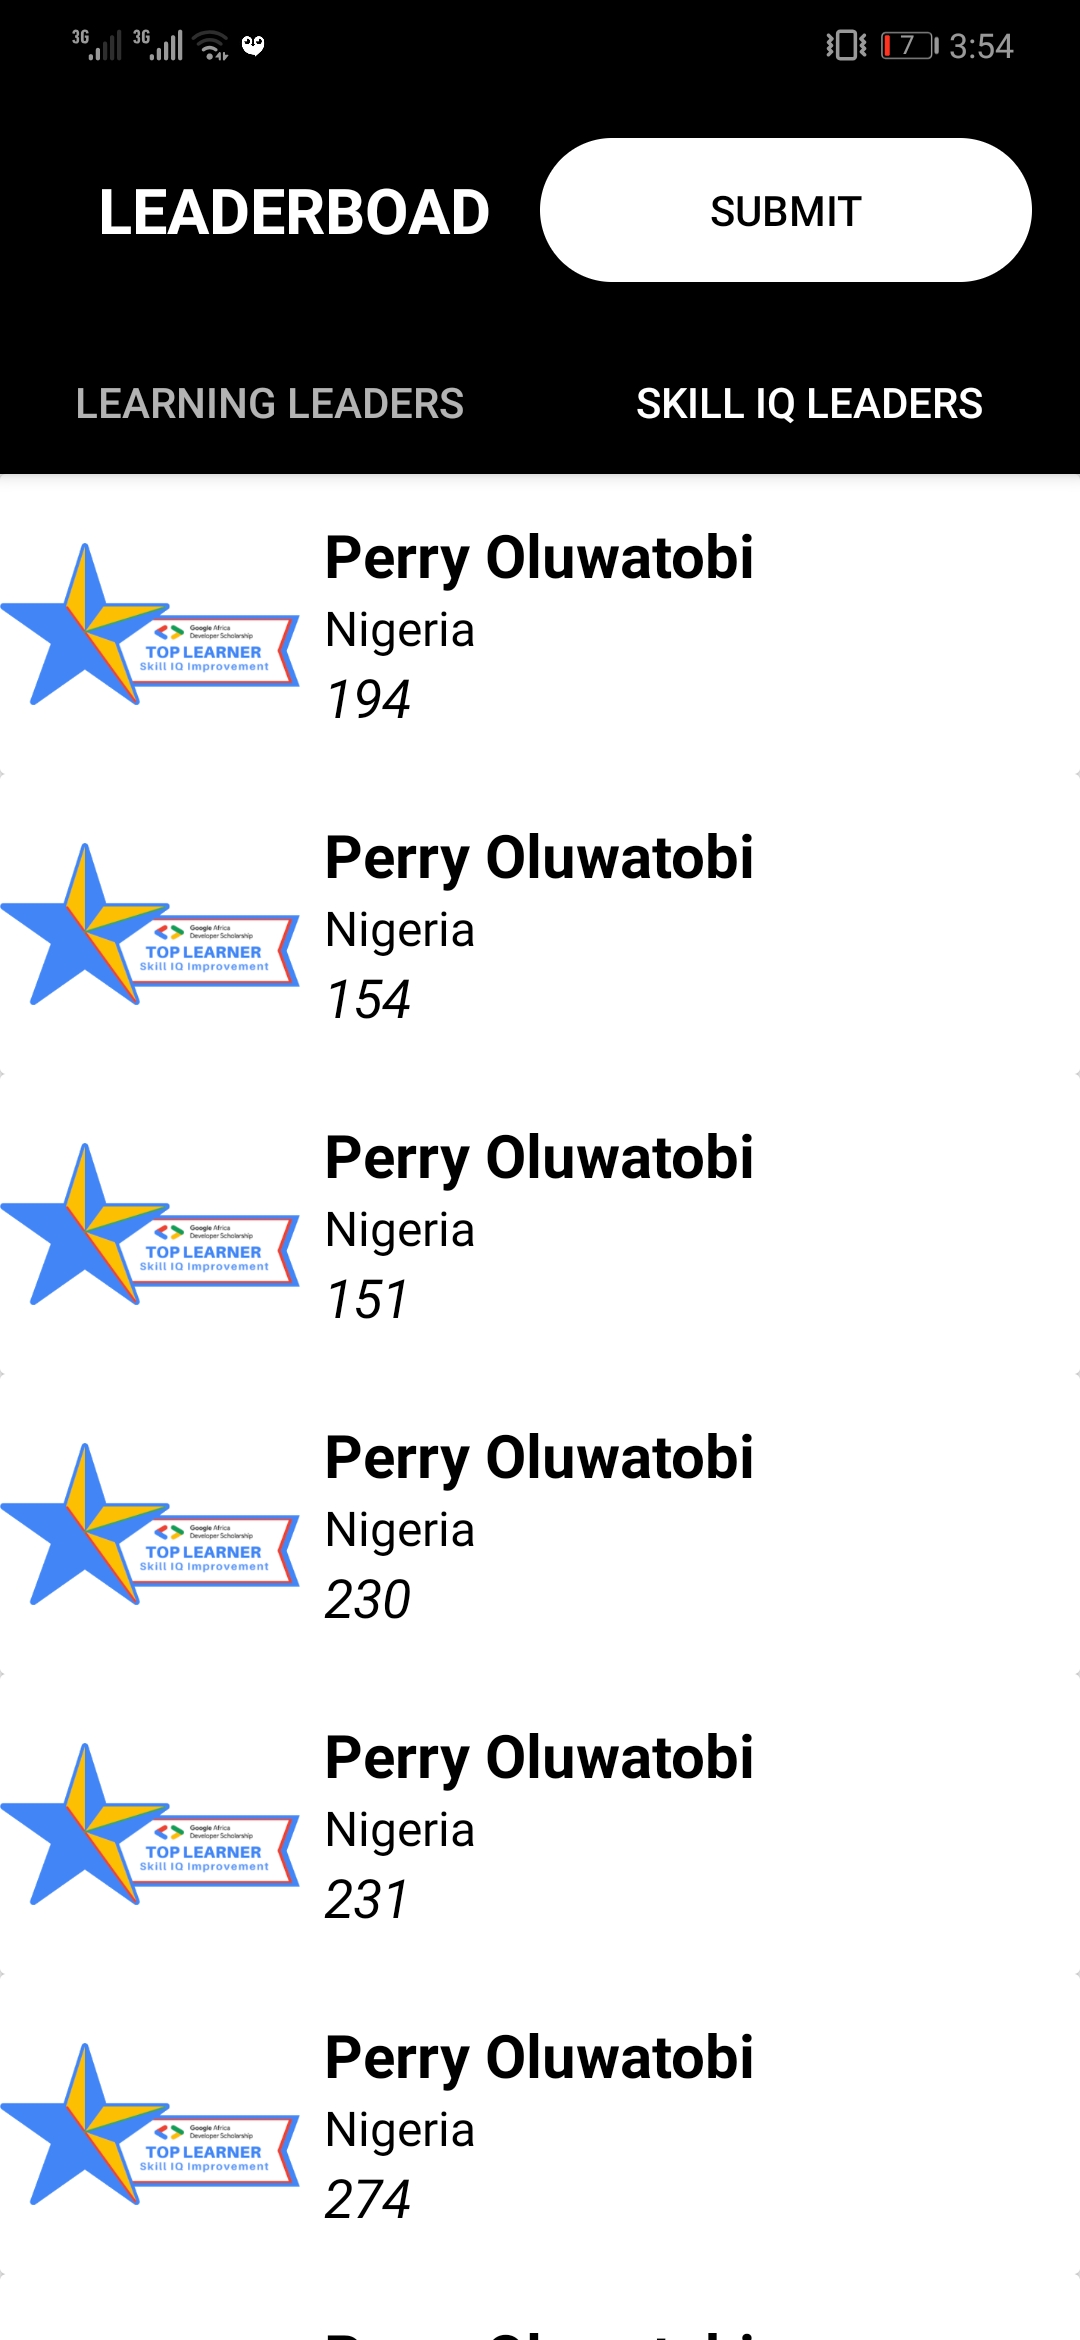 3G 3G 7 3:54
LEADERBOAD SUBMIT
LEARNING LEADERS SKILL IQ LEADERS
Perry Oluwatobi
Nigeria
194
Google Africa
Developer Scholarship
TOP LEARNER
Skill IQ Improvement
Perry Oluwatobi
Nigeria
154
Google Africa
Developer Scholarship
TOP LEARNER
Skill IQ Improvement
Perry Oluwatobi
Nigeria
151
Google Africa
Developer Scholarship
TOP LEARNER
Skill IQ Improvement
Perry Oluwatobi
Nigeria
230
Google Africa
Developer Scholarship
TOP LEARNER
Skill IQ Improvement
Perry Oluwatobi
Nigeria
231
Google Africa
Developer Scholarship
TOP LEARNER
Skill IQ Improvement
Perry Oluwatobi
Nigeria
274
Google Africa
Developer Scholarship
TOP LEARNER
Skill IQ Improvement